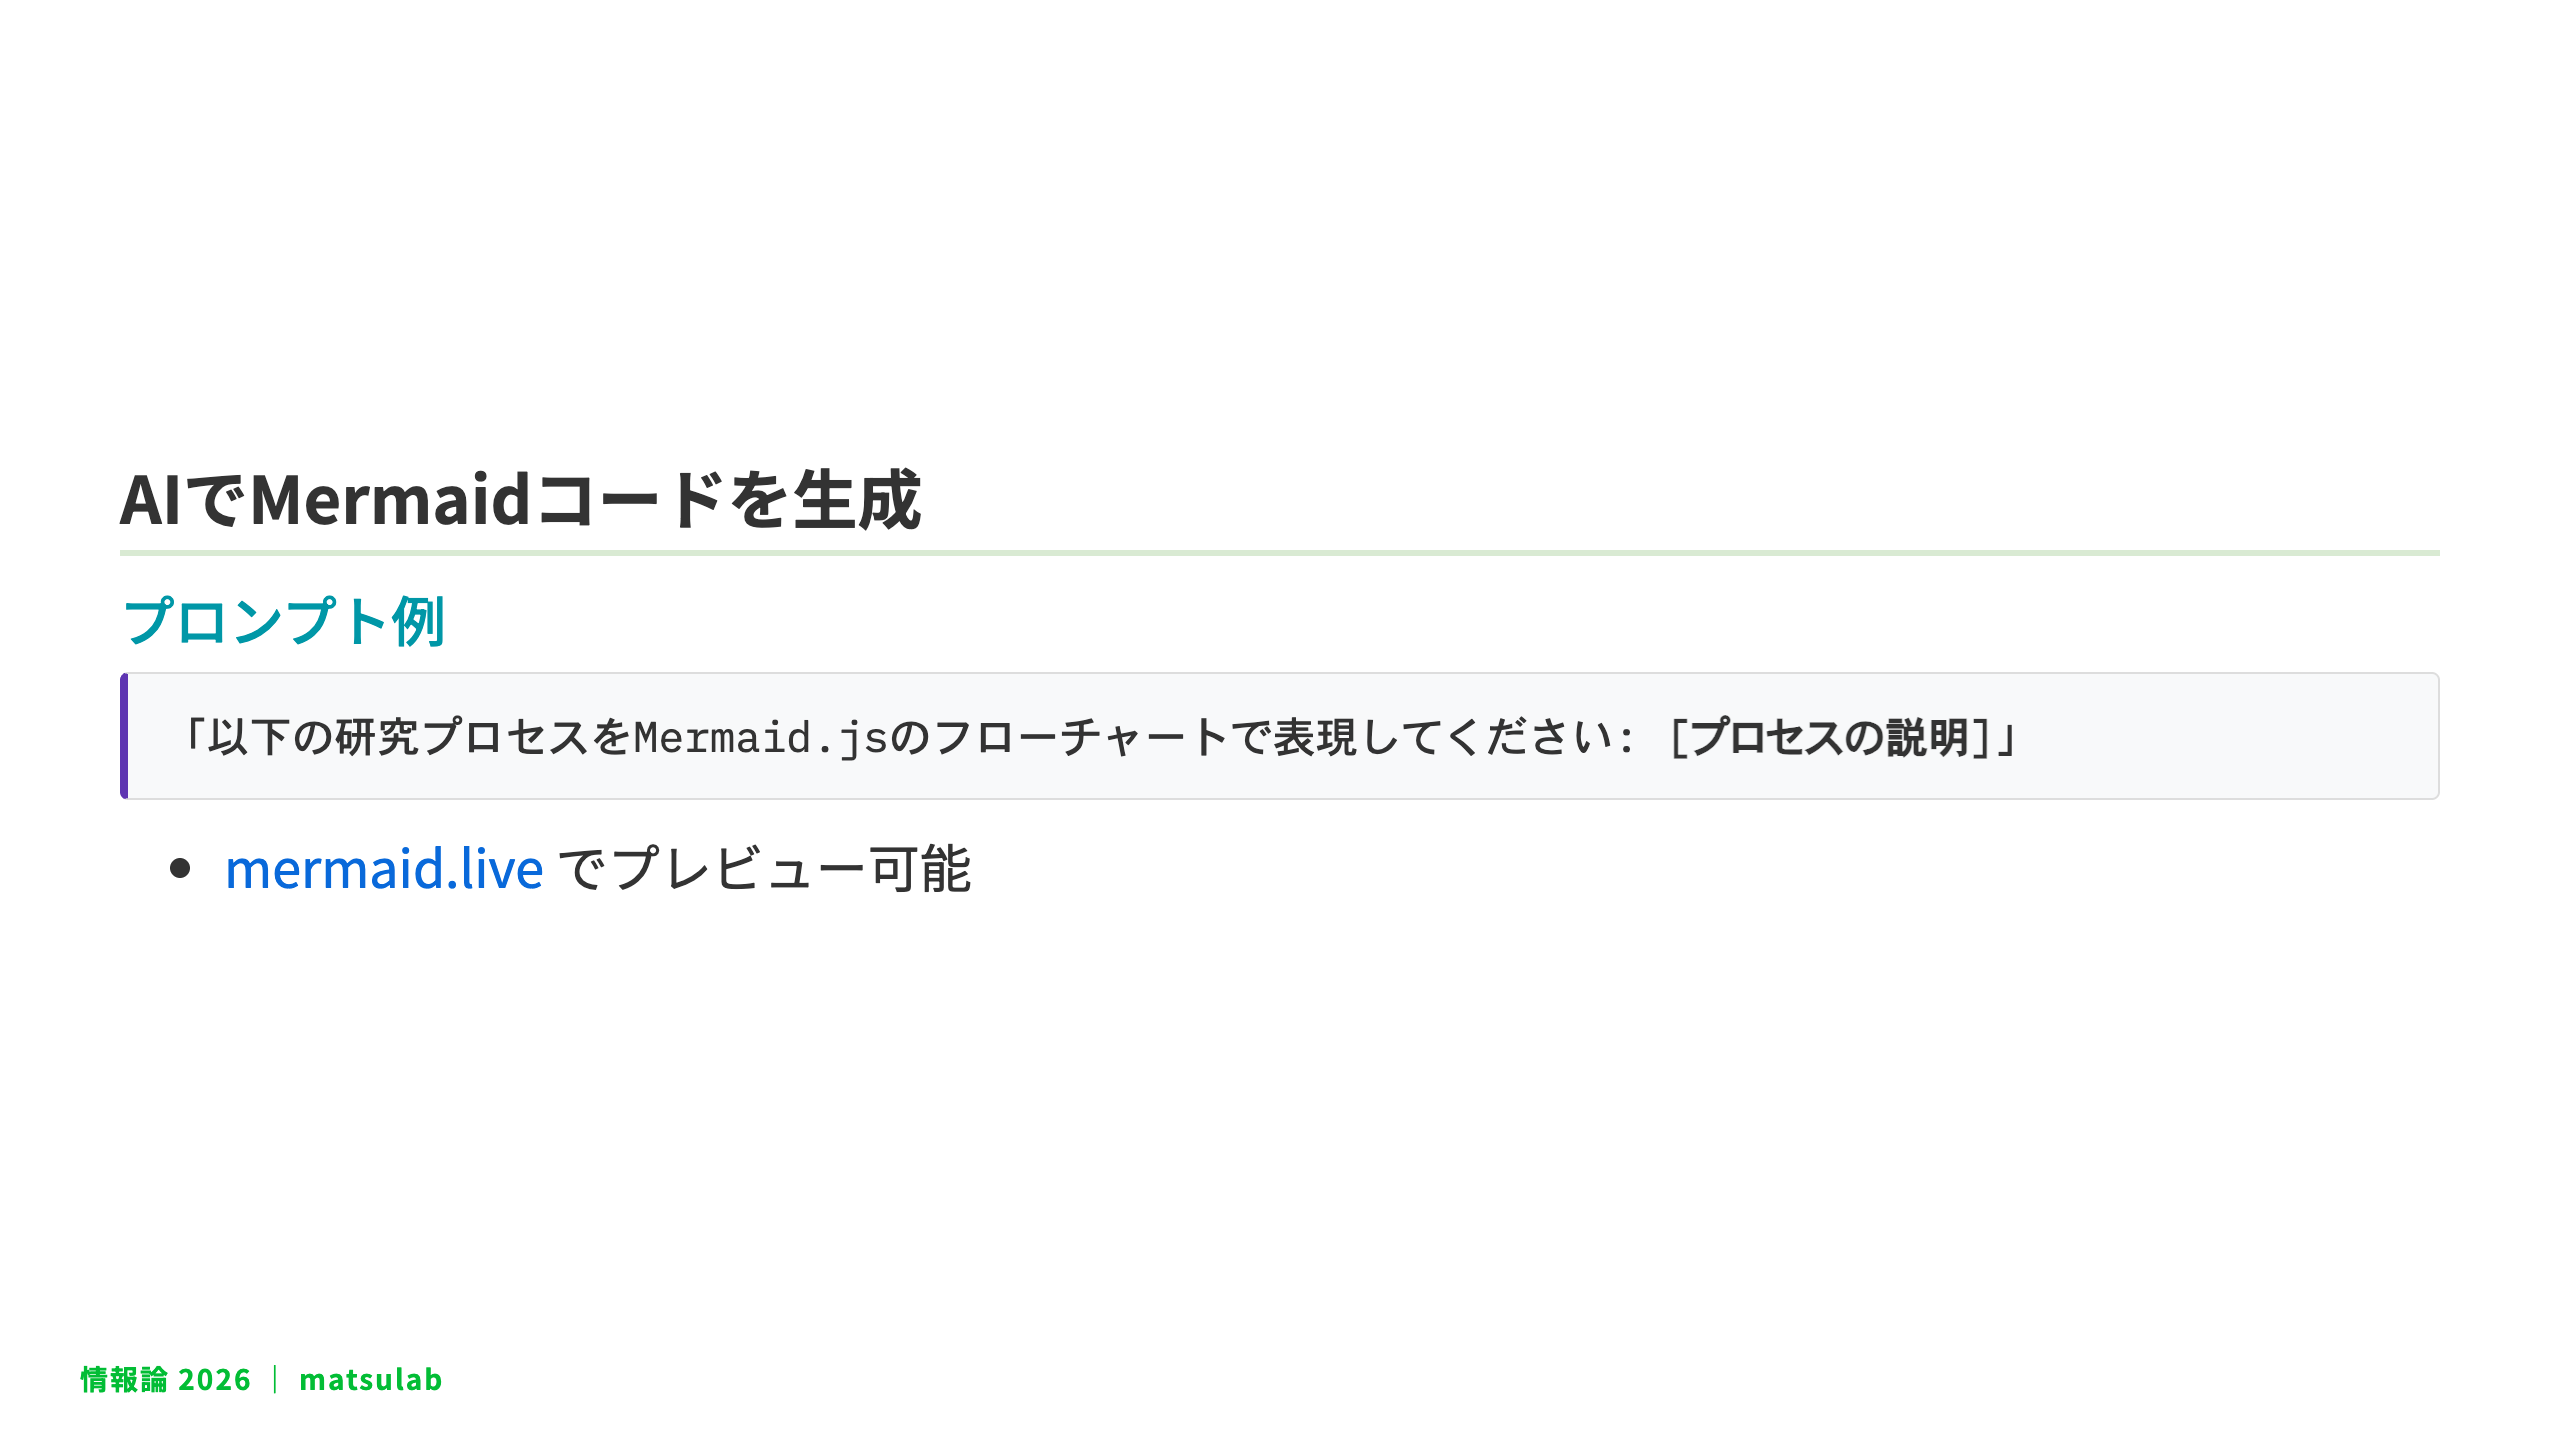 AIでMermaidコードを生成
プロンプト例
「以下の研究プロセスをMermaid.jsのフローチャートで表現してください: [プロセスの説明]」
• mermaid.live でプレビュー可能
情報論 2026 | matsulab